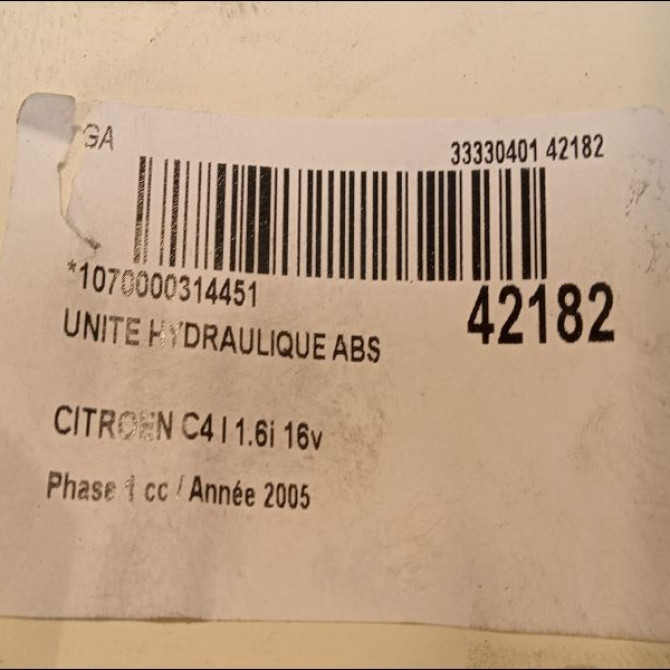 GA
33330401 42182
*1070000314451
42182
UNITE HYDRAULIQUE ABS
CITROEN C4 I 1.6i 16v
Phase 1 cc / Année 2005